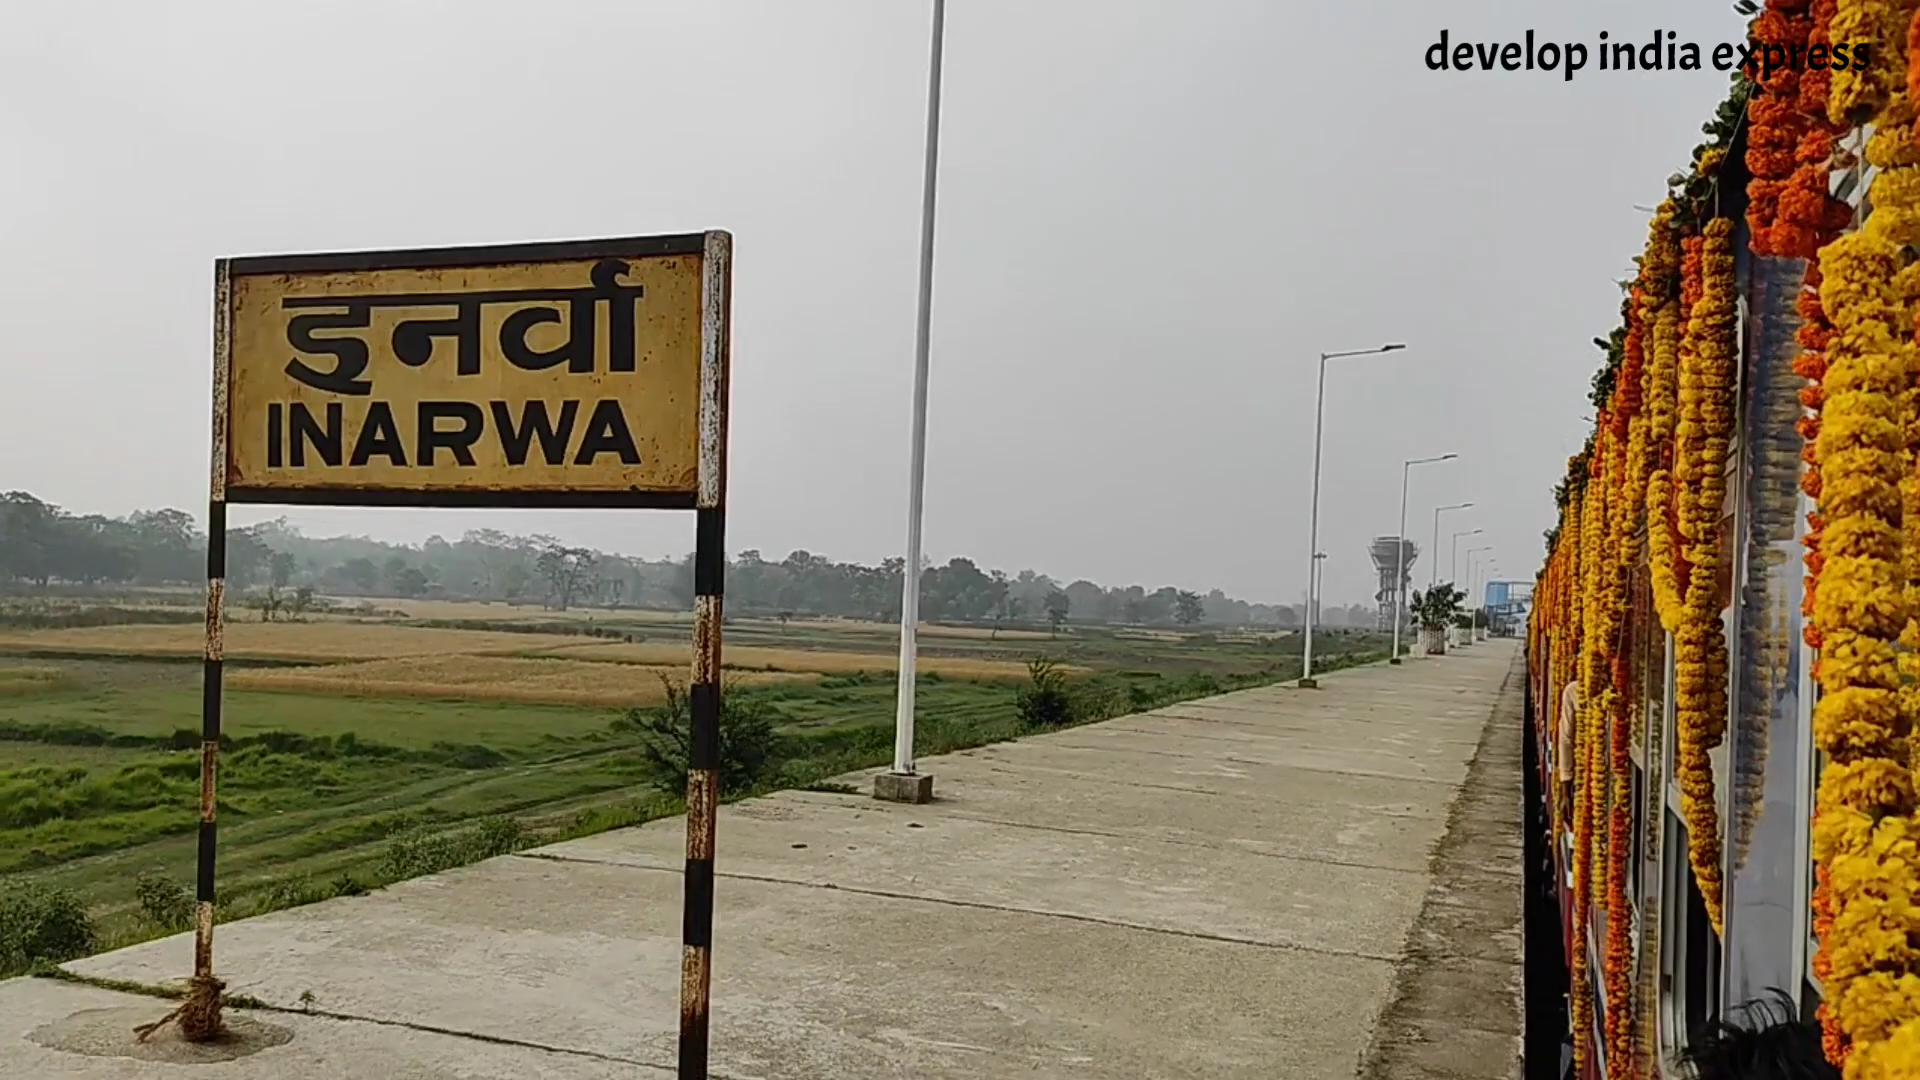 develop india express
इनर्वा
INARWA